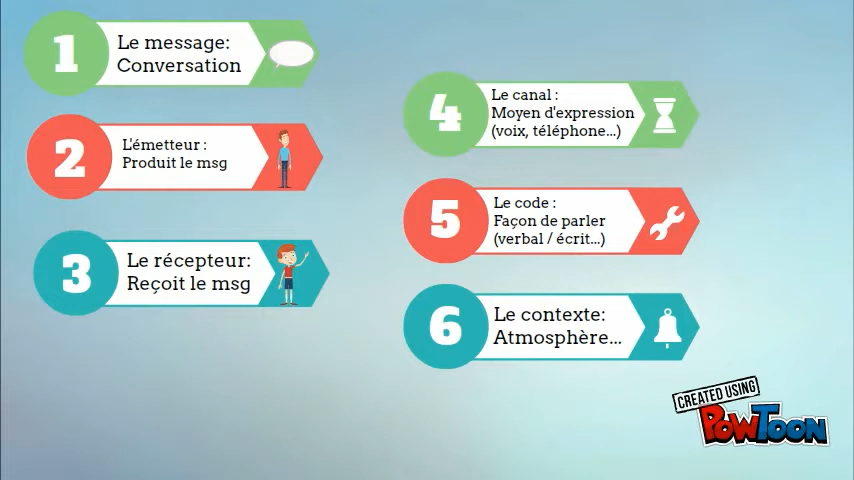 1
Le message:
Conversation
2
L'émetteur :
Produit le msg
3
Le récepteur:
Reçoit le msg
4
Le canal :
Moyen d'expression
(voix, téléphone...)
5
Le code :
Façon de parler
(verbal / écrit...)
6
Le contexte:
Atmosphère...
CREATED USING
POWTOON